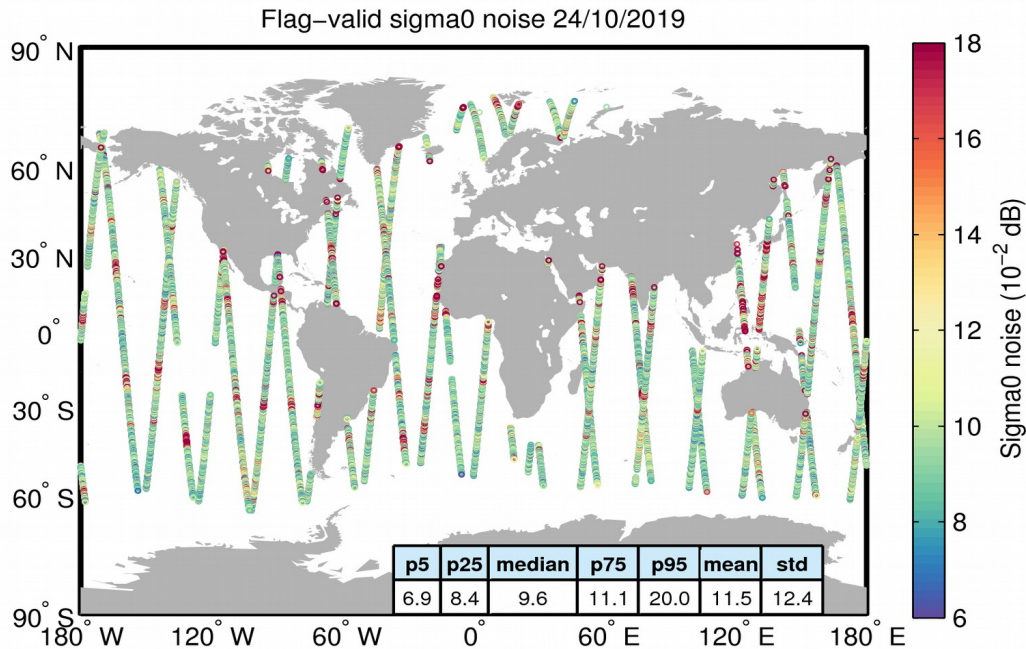 Flag−valid sigma0 noise 24/10/2019
90° N
60° N
30° N
0°
30° S
60° S
90° S
180° W
120° W
60° W
0°
60° E
120° E
180° E
p5 p25 median p75 p95 mean std
6.9 8.4 9.6 11.1 20.0 11.5 12.4
18
16
14
12
10
8
6
Sigma0 noise (10⁻² dB)